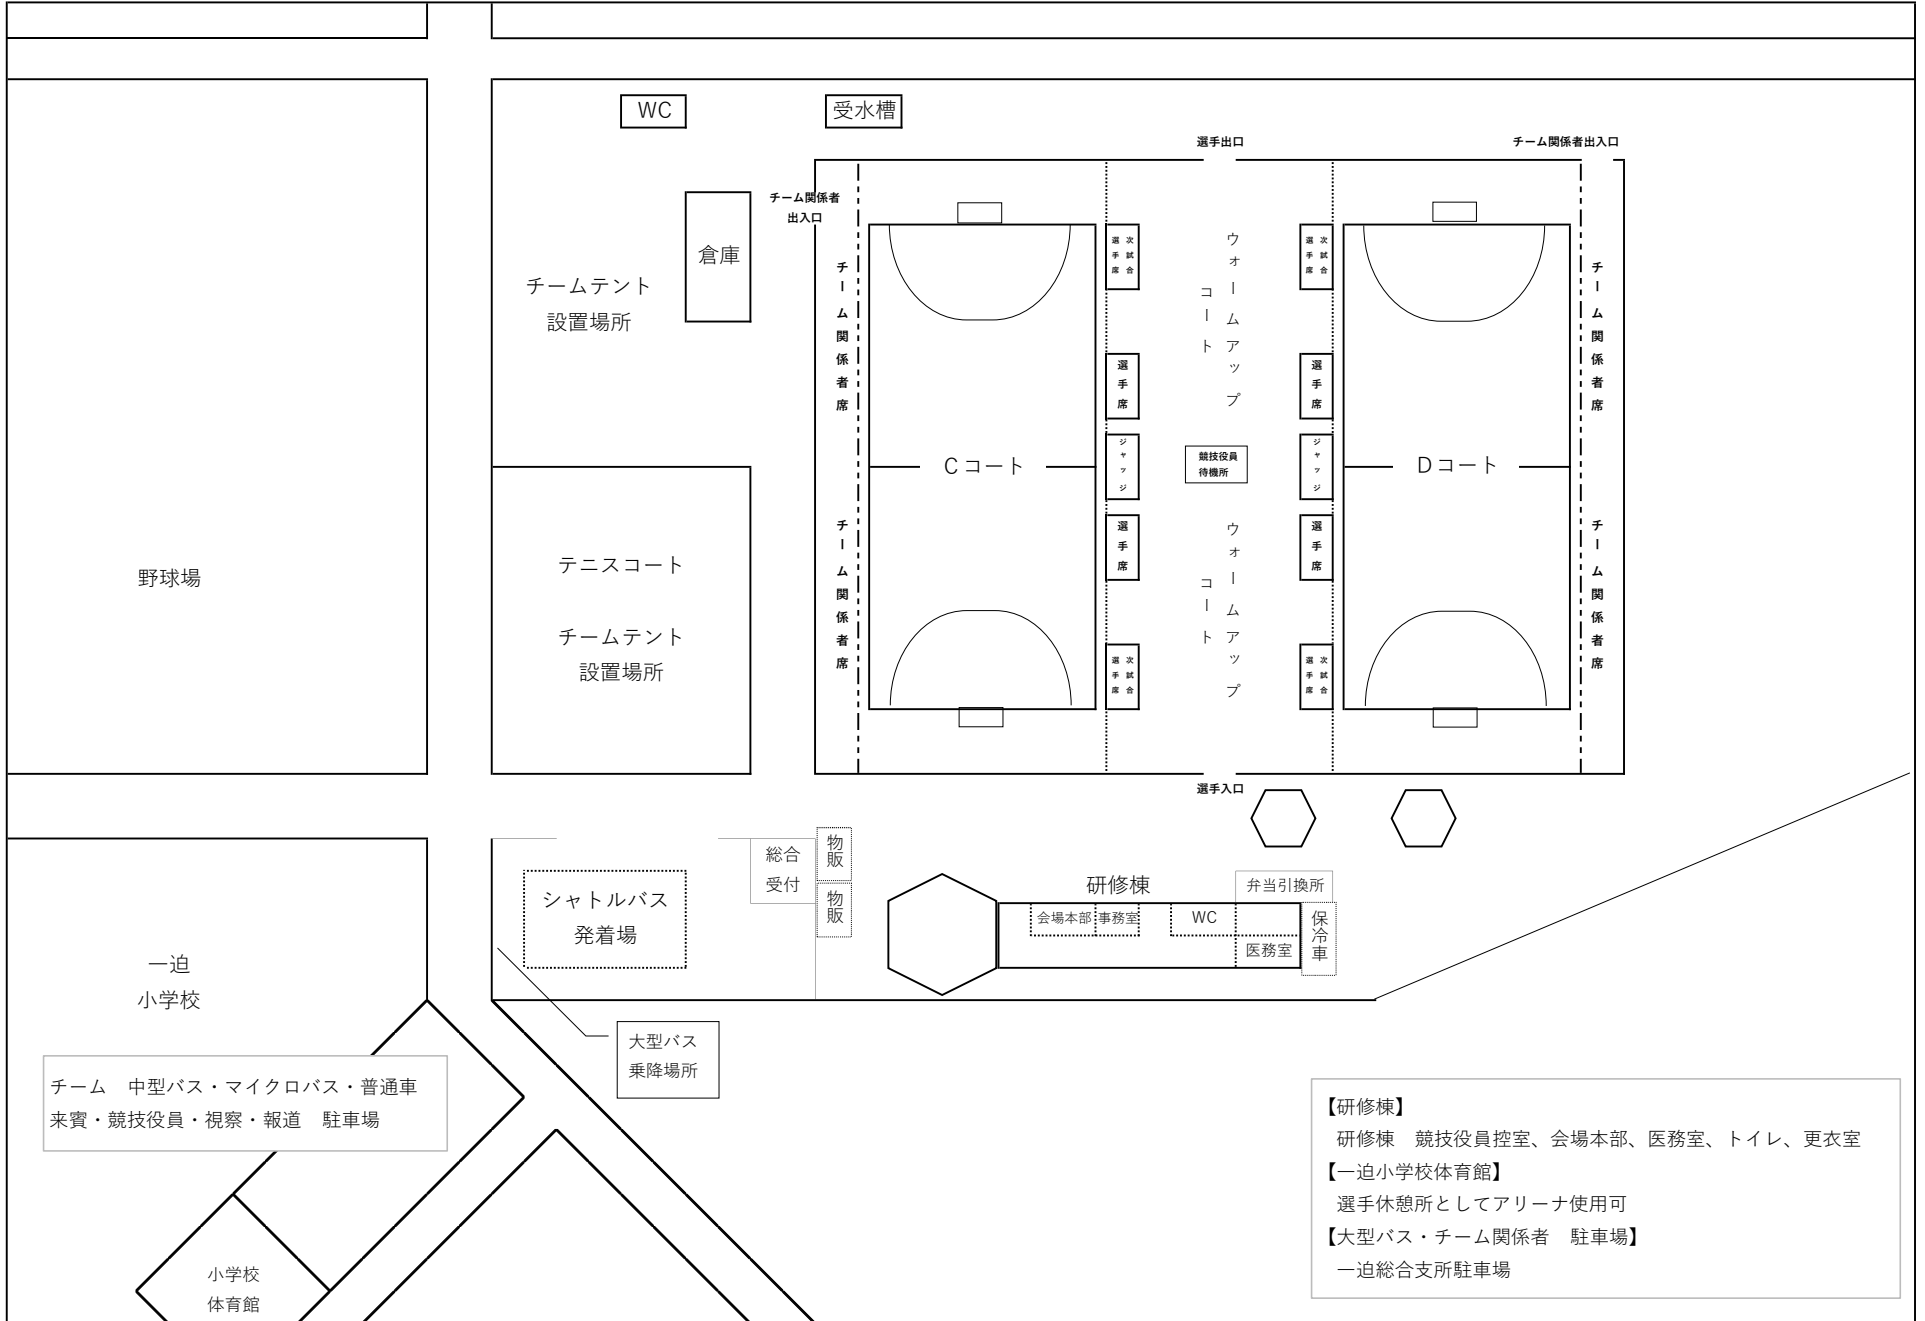 WC
受水槽
選手出口
チーム関係者出入口
チーム関係者
出入口
倉庫
チームテント
設置場所
チーム関係者席
次試合
選手席
ウォームアップ
コート
次試合
選手席
チーム関係者席
選手席
選手席
Cコート
ジャッジ
競技役員
待機所
ジャッジ
Dコート
野球場
テニスコート
チームテント
設置場所
チーム関係者席
選手席
ウォームアップ
コート
選手席
チーム関係者席
次試合
選手席
次試合
選手席
選手入口
総合
受付
物販
物販
シャトルバス
発着場
研修棟
弁当引換所
会場本部
事務室
WC
医務室
保冷車
一迫
小学校
大型バス
乗降場所
チーム　中型バス・マイクロバス・普通車
来賓・競技役員・視察・報道　駐車場
小学校
体育館
【研修棟】
研修棟　競技役員控室、会場本部、医務室、トイレ、更衣室
【一迫小学校体育館】
選手休憩所としてアリーナ使用可
【大型バス・チーム関係者　駐車場】
一迫総合支所駐車場